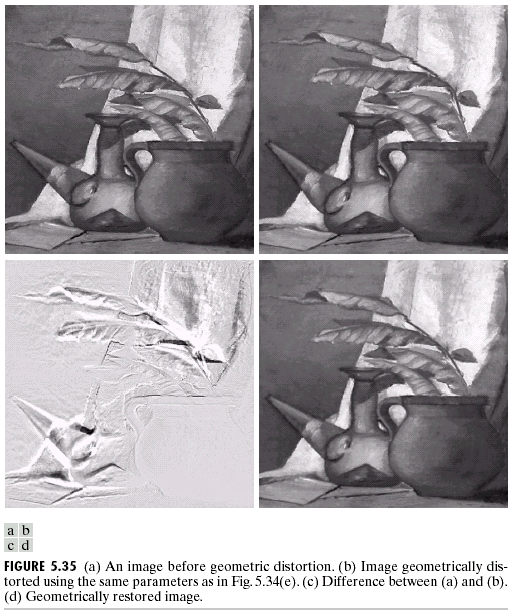 a b
c d
FIGURE 5.35 (a) An image before geometric distortion. (b) Image geometrically dis-
torted using the same parameters as in Fig. 5.34(e). (c) Difference between (a) and (b).
(d) Geometrically restored image.